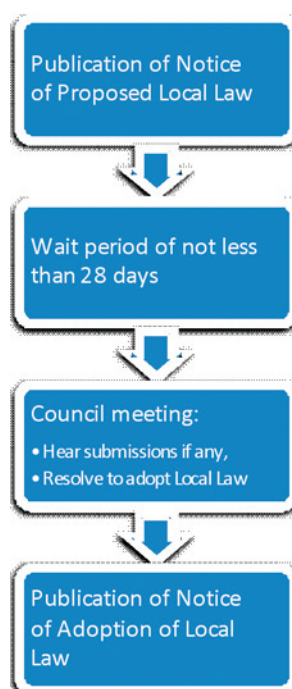 Publication of Notice
of Proposed Local Law
Wait period of not less
than 28 days
Council meeting:
• Hear submissions if any,
• Resolve to adopt Local Law
Publication of Notice
of Adoption of Local
Law